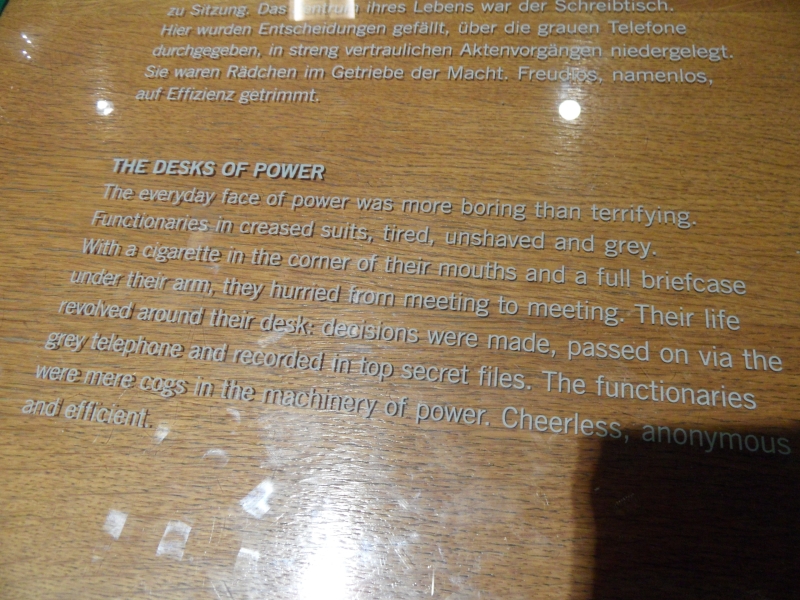 zu Sitzung. Das Zentrum ihres Lebens war der Schreibtisch.
Hier wurden Entscheidungen gefällt, über die grauen Telefone
durchgegeben, in streng vertraulichen Aktenvorgängen niedergelegt.
Sie waren Rädchen im Getriebe der Macht. Freudlos, namenlos,
auf Effizienz getrimmt.
THE DESKS OF POWER
The everyday face of power was more boring than terrifying.
Functionaries in creased suits, tired, unshaved and grey.
With a cigarette in the corner of their mouths and a full briefcase
under their arm, they hurried from meeting to meeting. Their life
revolved around their desk: decisions were made, passed on via the
grey telephone and recorded in top secret files. The functionaries
were mere cogs in the machinery of power. Cheerless, anonymous
and efficient.